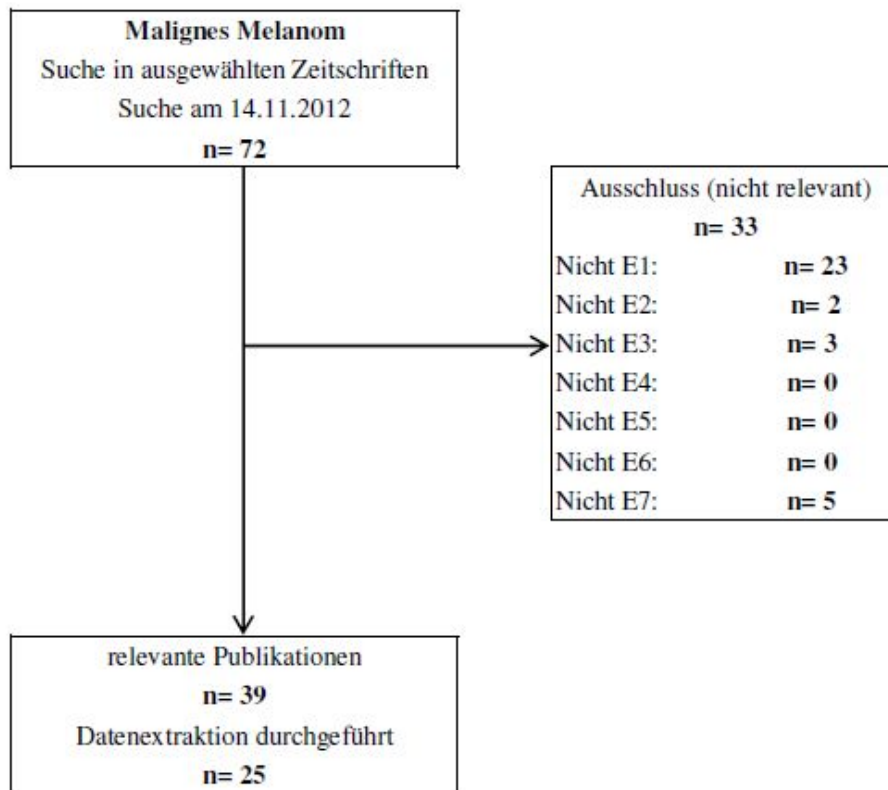 Malignes Melanom
Suche in ausgewählten Zeitschriften
Suche am 14.11.2012
n= 72
Ausschluss (nicht relevant)
n= 33
Nicht E1: n= 23
Nicht E2: n= 2
Nicht E3: n= 3
Nicht E4: n= 0
Nicht E5: n= 0
Nicht E6: n= 0
Nicht E7: n= 5
relevante Publikationen
n= 39
Datenextraktion durchgeführt
n= 25